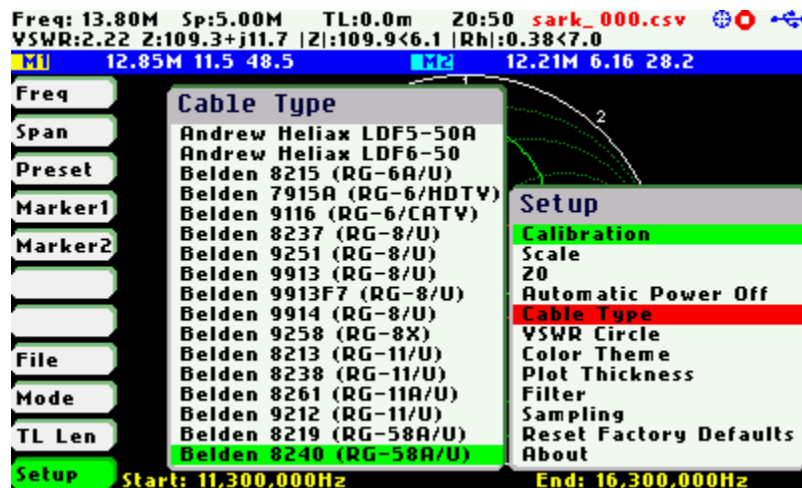 Freq: 13.80M Sp:5.00M TL:0.0m Z0:50 sark_000.csv
VSWR:2.22 Z:109.3+j11.7 |Z|:109.9<6.1 |Rh|:0.38<7.0
M1 12.85M 11.5 48.5 M2 12.21M 6.16 28.2
Freq
Span
Preset
Marker1
Marker2
File
Mode
TL Len
Setup
Cable Type
Andrew Heliax LDF5-50A
Andrew Heliax LDF6-50
Belden 8215 (RG-6A/U)
Belden 7915A (RG-6/HDTV)
Belden 9116 (RG-6/CATV)
Belden 8237 (RG-8/U)
Belden 9251 (RG-8/U)
Belden 9913 (RG-8/U)
Belden 9913F7 (RG-8/U)
Belden 9914 (RG-8/U)
Belden 9258 (RG-8X)
Belden 8213 (RG-11/U)
Belden 8238 (RG-11/U)
Belden 8261 (RG-11A/U)
Belden 9212 (RG-11/U)
Belden 8219 (RG-58A/U)
Belden 8240 (RG-58A/U)
1
2
Setup
Calibration
Scale
Z0
Automatic Power Off
Cable Type
VSWR Circle
Color Theme
Plot Thickness
Filter
Sampling
Reset Factory Defaults
About
Start: 11,300,000Hz End: 16,300,000Hz